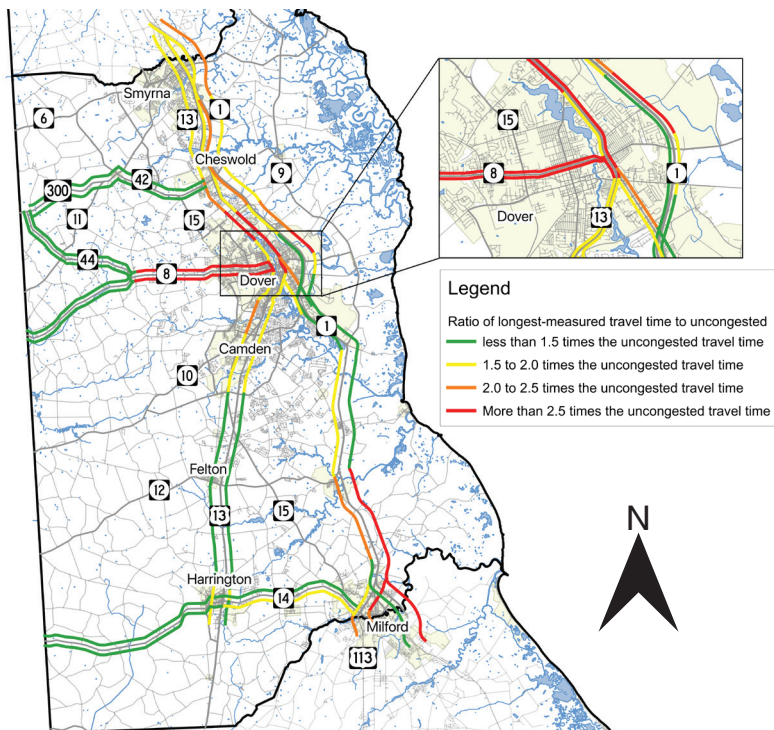 Smyrna
6
13
1
Cheswold
9
42
300
11
15
44
8
Dover
1
Camden
10
Felton
12
13
15
Harrington
14
Milford
113
15
8
1
13
Dover
Legend
Ratio of longest-measured travel time to uncongested
less than 1.5 times the uncongested travel time
1.5 to 2.0 times the uncongested travel time
2.0 to 2.5 times the uncongested travel time
More than 2.5 times the uncongested travel time
N